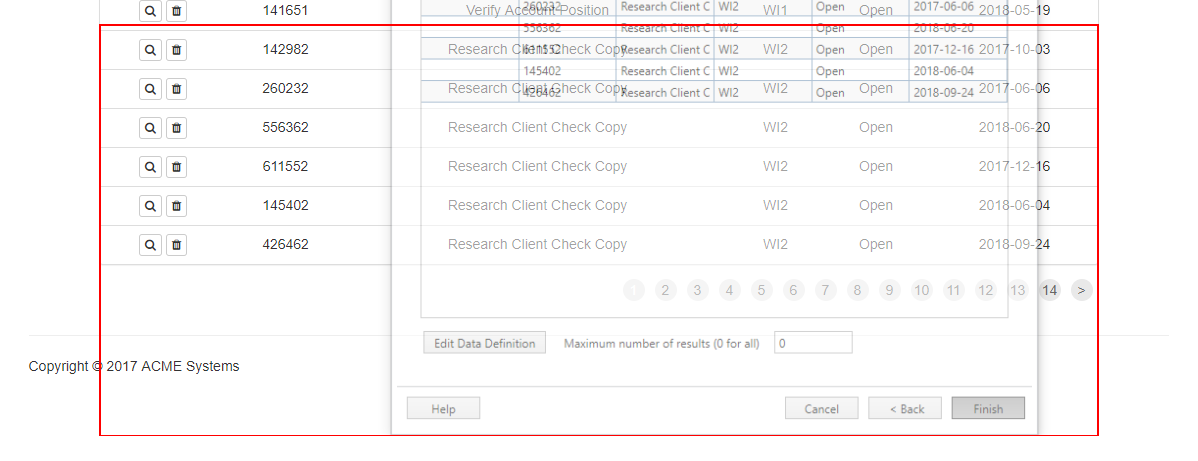 141651 Verify Account Position WI1 Open 2018-05-19
260232 Research Client C WI2 Open 2017-06-06
556362 Research Client C WI2 Open 2018-06-20
142982 Research Client Check Copy WI2 Open 2017-10-03
611552 Research Client C WI2 Open 2017-12-16
145402 Research Client C WI2 Open 2018-06-04
260232 Research Client Check Copy WI2 Open 2017-06-06
426462 Research Client C WI2 Open 2018-09-24
556362 Research Client Check Copy WI2 Open 2018-06-20
611552 Research Client Check Copy WI2 Open 2017-12-16
145402 Research Client Check Copy WI2 Open 2018-06-04
426462 Research Client Check Copy WI2 Open 2018-09-24
1 2 3 4 5 6 7 8 9 10 11 12 13 14 >
Edit Data Definition Maximum number of results (0 for all) 0
Copyright © 2017 ACME Systems
Help Cancel < Back Finish